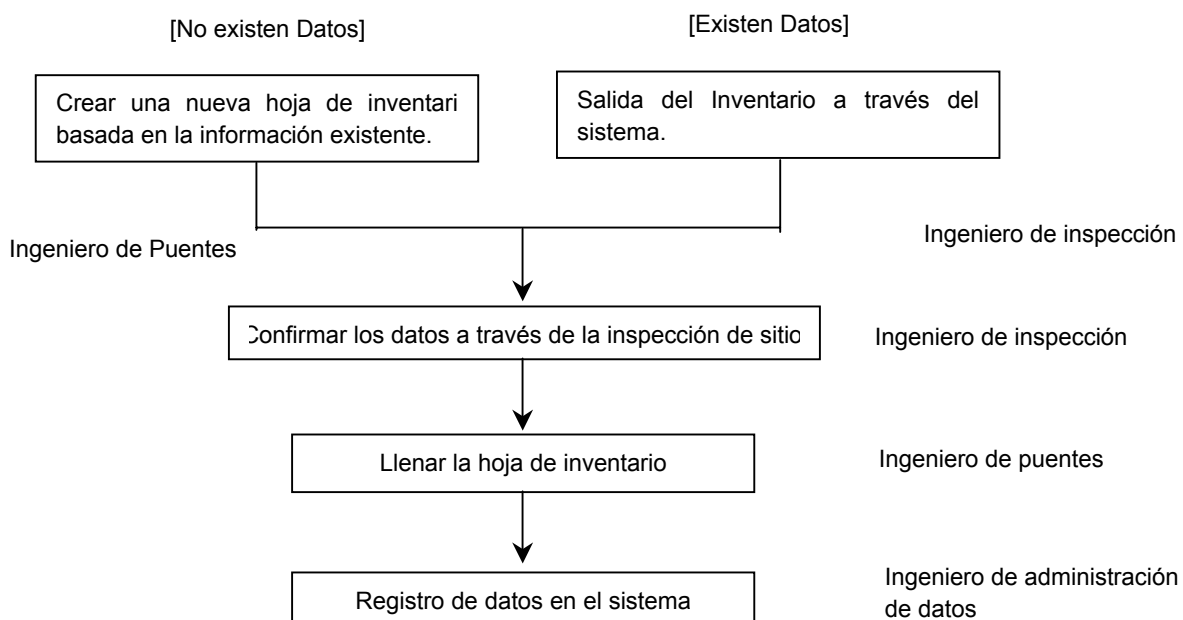 [No existen Datos]
[Existen Datos]
Crear una nueva hoja de inventari
basada en la información existente.
Salida del Inventario a través del
sistema.
Ingeniero de Puentes
Ingeniero de inspección
Confirmar los datos a través de la inspección de sitio
Ingeniero de inspección
Llenar la hoja de inventario
Ingeniero de puentes
Registro de datos en el sistema
Ingeniero de administración
de datos